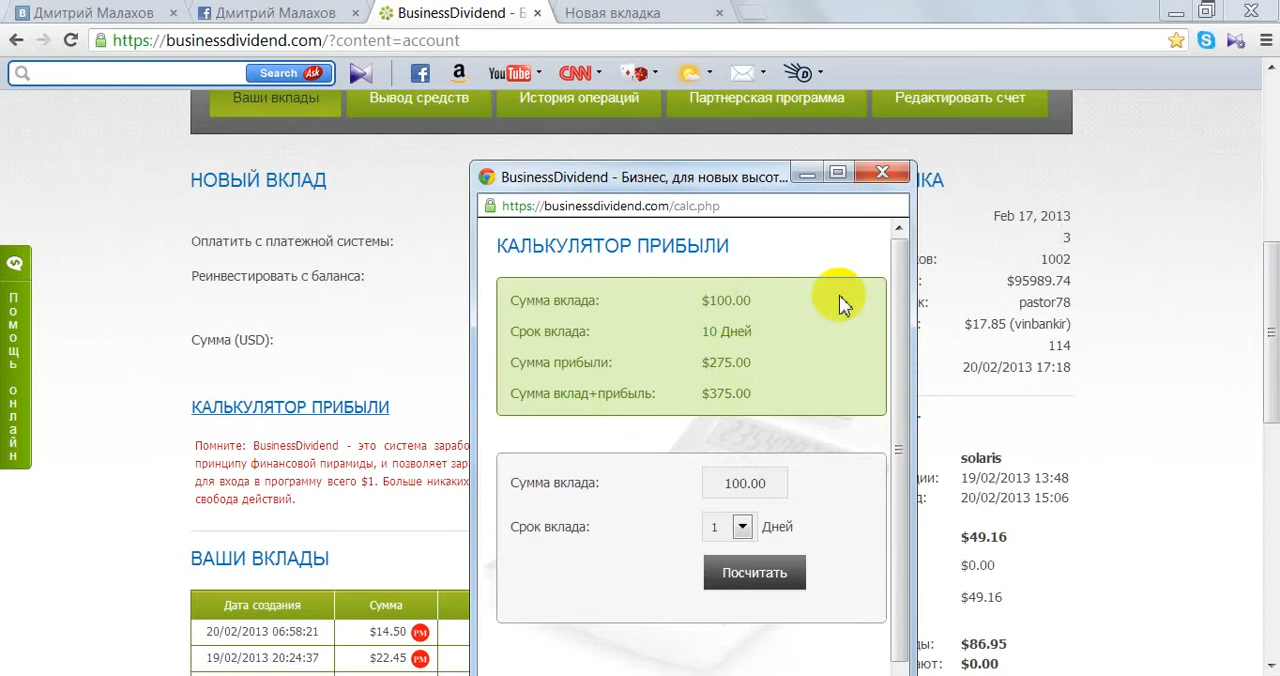 Дмитрий Малахов
Дмитрий Малахов
BusinessDividend - Б
Новая вкладка
https://businessdividend.com/?content=account
Search Ask
a
YouTube
CNN
Ваши вклады
Вывод средств
История операций
Партнерская программа
Редактировать счет
НОВЫЙ ВКЛАД
Оплатить с платежной системы:
Реинвестировать с баланса:
Сумма (USD):
КАЛЬКУЛЯТОР ПРИБЫЛИ
Помните: BusinessDividend - это система
принципу финансовой пирамиды, и позволяет
для входа в программу всего $1. Больше никаких
свобода действий.
ВАШИ ВКЛАДЫ
Дата создания
Сумма
20/02/2013 06:58:21
$14.50 PM
19/02/2013 20:24:37
$22.45 PM
Помощь онлайн
BusinessDividend - Бизнес, для новых высот...
https://businessdividend.com/calc.php
КАЛЬКУЛЯТОР ПРИБЫЛИ
Сумма вклада: $100.00
Срок вклада: 10 Дней
Сумма прибыли: $275.00
Сумма вклад+прибыль: $375.00
Сумма вклада: 100.00
Срок вклада: 1 Дней
Посчитать
Feb 17, 2013
3
1002
$95989.74
pastor78
$17.85 (vinbankir)
114
20/02/2013 17:18
solaris
19/02/2013 13:48
20/02/2013 15:06
$49.16
$0.00
$49.16
$86.95
$0.00